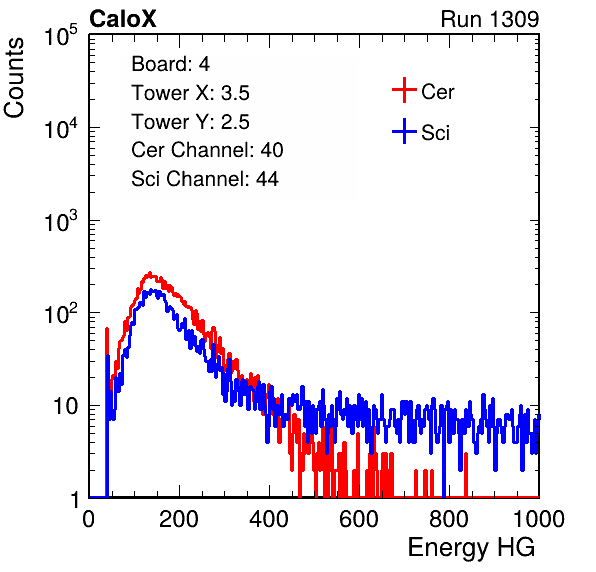 CaloX Run 1309
Counts
10^5
10^4
10^3
10^2
10
1
Board: 4
Tower X: 3.5
Tower Y: 2.5
Cer Channel: 40
Sci Channel: 44
Cer
Sci
0 200 400 600 800 1000
Energy HG